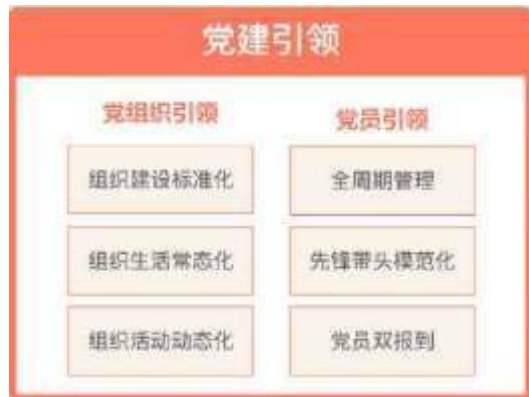 党建引领
党组织引领
党员引领
组织建设标准化
全周期管理
组织生活常态化
先锋带头模范化
组织活动动态化
党员双报到